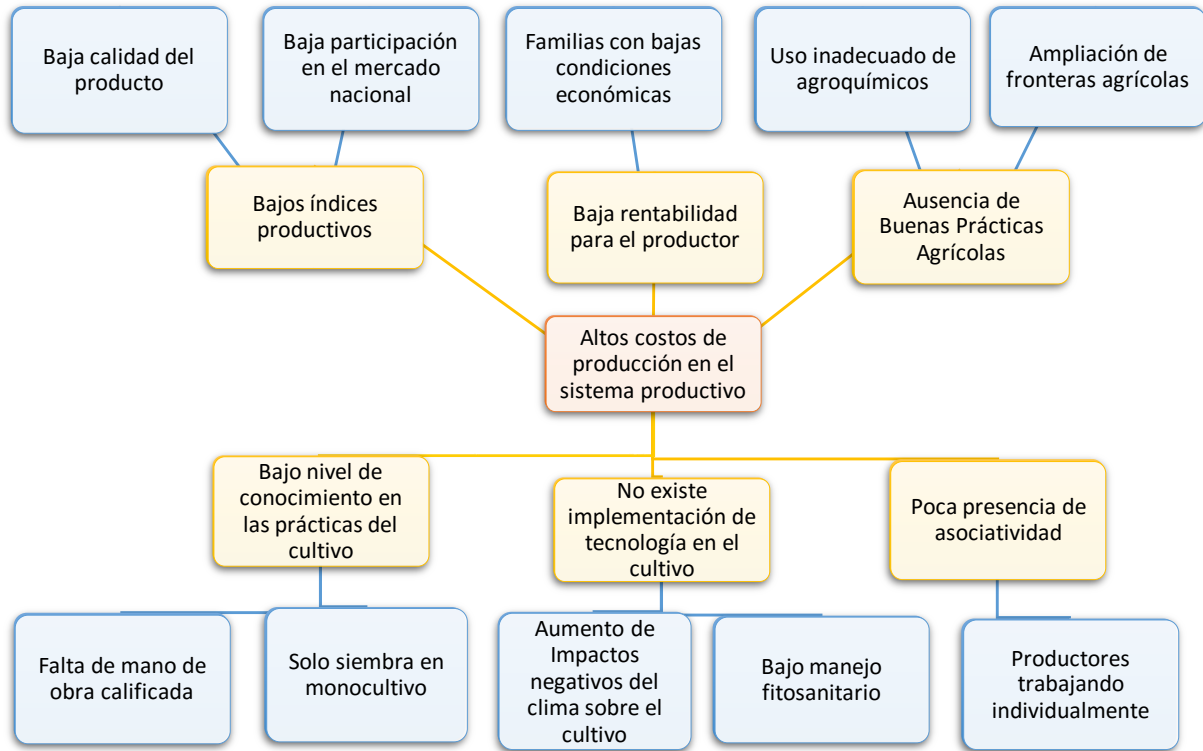 Baja calidad del
producto
Baja participación
en el mercado
nacional
Familias con bajas
condiciones
económicas
Uso inadecuado de
agroquímicos
Ampliación de
fronteras agrícolas
Bajos índices
productivos
Baja rentabilidad
para el productor
Ausencia de
Buenas Prácticas
Agrícolas
Altos costos de
producción en el
sistema productivo
Bajo nivel de
conocimiento en
las prácticas del
cultivo
No existe
implementación de
tecnología en el
cultivo
Poca presencia de
asociatividad
Falta de mano de
obra calificada
Solo siembra en
monocultivo
Aumento de
Impactos
negativos del
clima sobre el
cultivo
Bajo manejo
fitosanitario
Productores
trabajando
individualmente